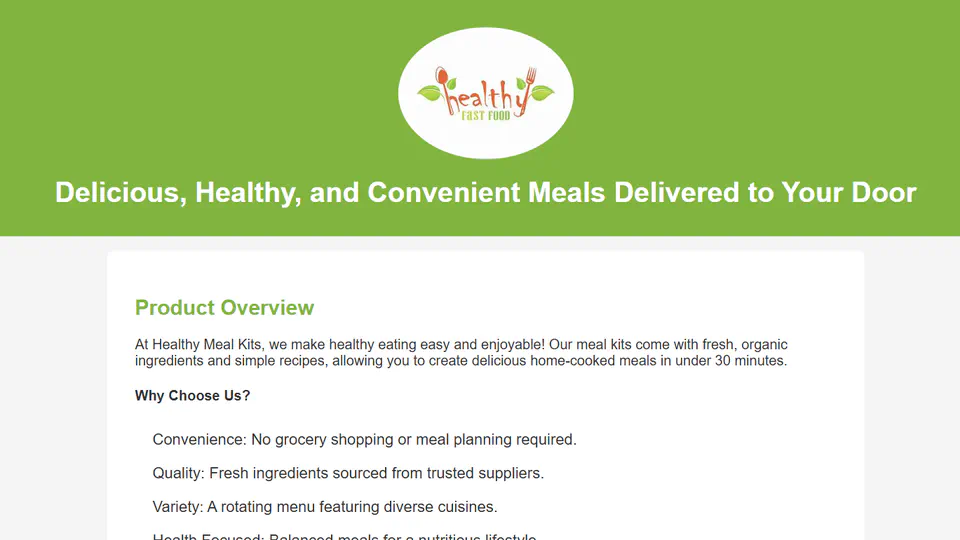 healthy
FAST FOOD
Delicious, Healthy, and Convenient Meals Delivered to Your Door
Product Overview
At Healthy Meal Kits, we make healthy eating easy and enjoyable! Our meal kits come with fresh, organic
ingredients and simple recipes, allowing you to create delicious home-cooked meals in under 30 minutes.
Why Choose Us?
Convenience: No grocery shopping or meal planning required.
Quality: Fresh ingredients sourced from trusted suppliers.
Variety: A rotating menu featuring diverse cuisines.
Health Focused: Balanced meals for a nutritious lifestyle.